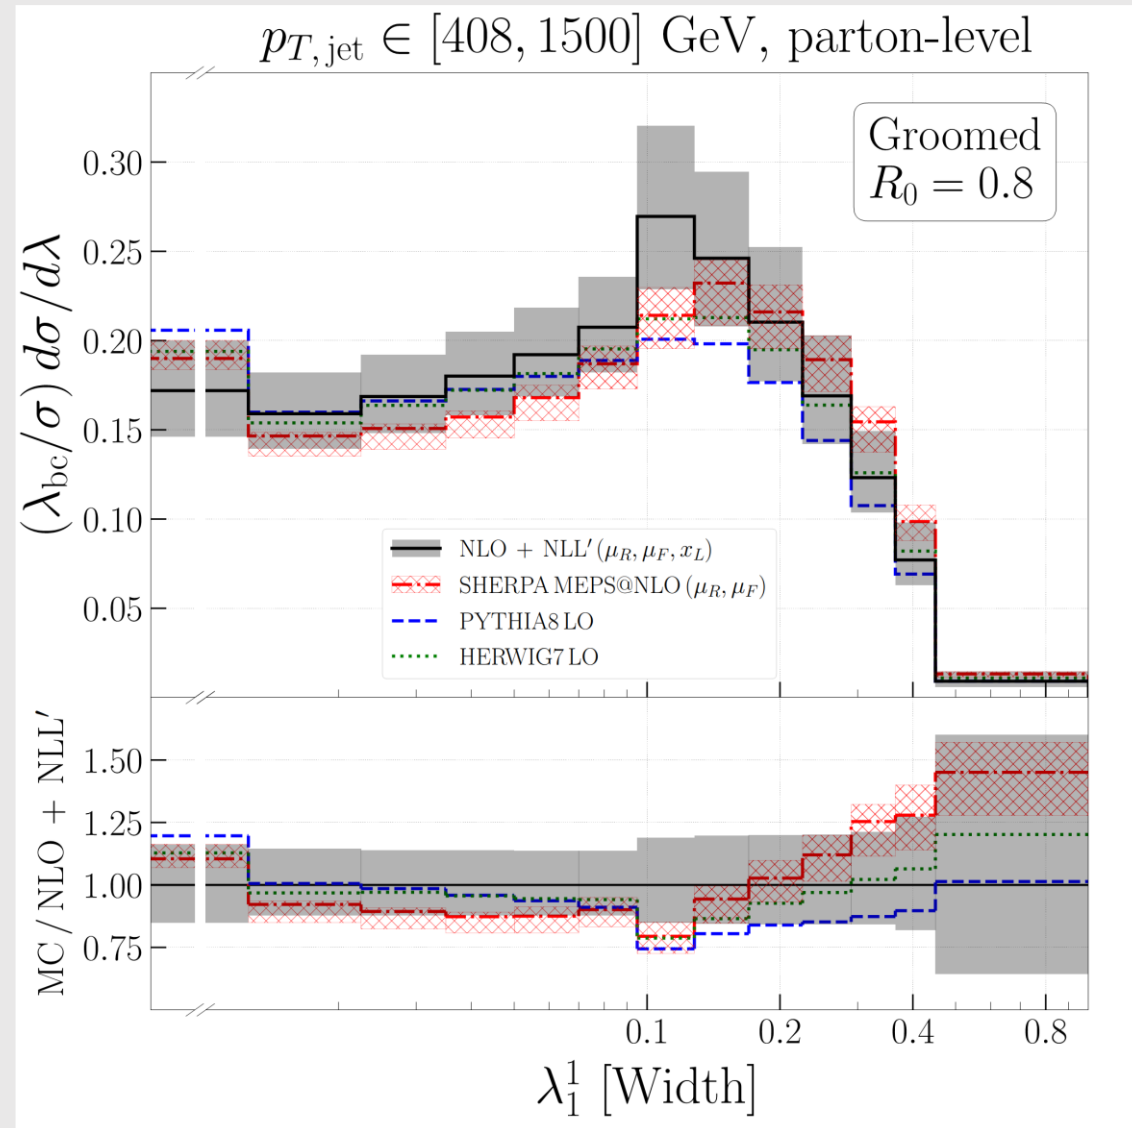 p_{T, jet} ∈ [408, 1500] GeV, parton-level
Groomed
R_0 = 0.8
(λ_bc/σ) dσ/dλ
0.30
0.25
0.20
0.15
0.10
0.05
NLO + NLL′ (μ_R, μ_F, x_L)
SHERPA MEPS@NLO (μ_R, μ_F)
PYTHIA8 LO
HERWIG7 LO
MC / NLO + NLL′
1.50
1.25
1.00
0.75
0.1 0.2 0.4 0.8
λ^1_1 [Width]